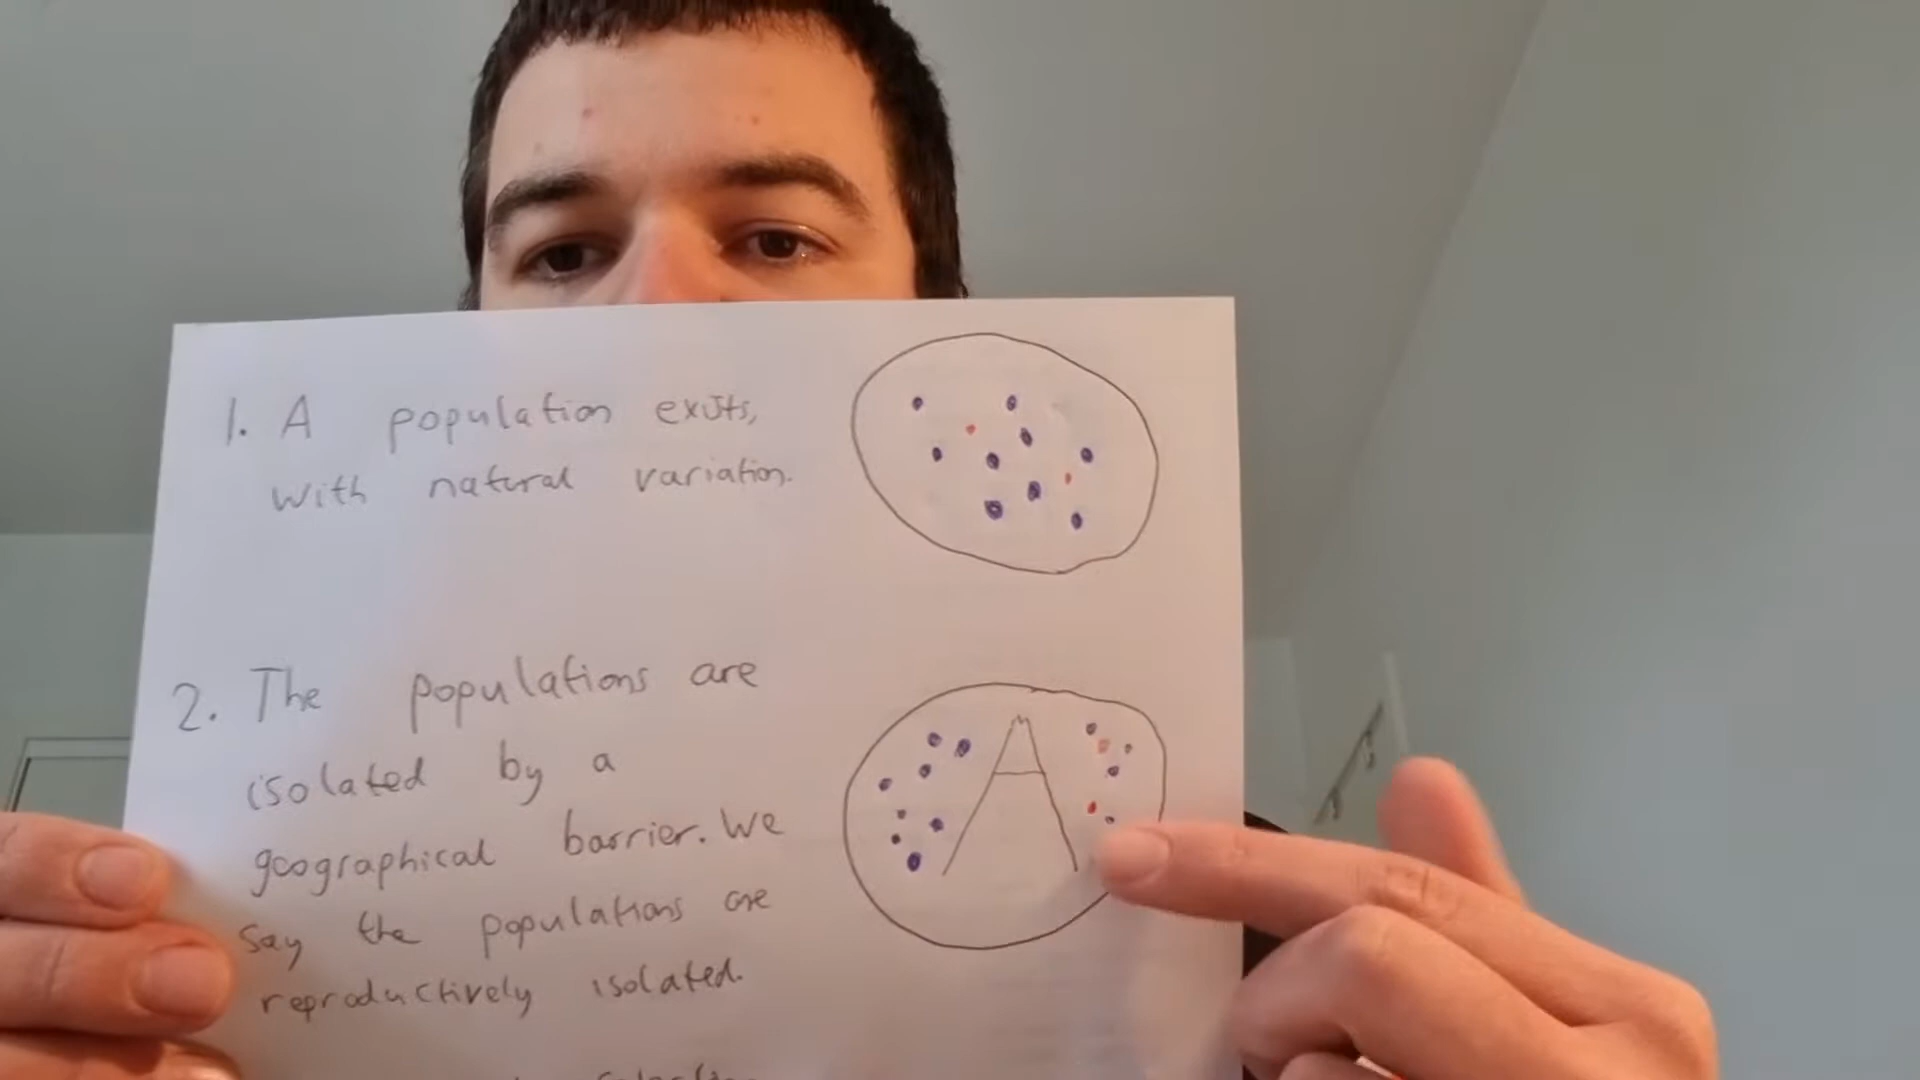 1. A population exists,
with natural variation.
2. The populations are
isolated by a
geographical barrier. We
say the populations are
reproductively isolated.